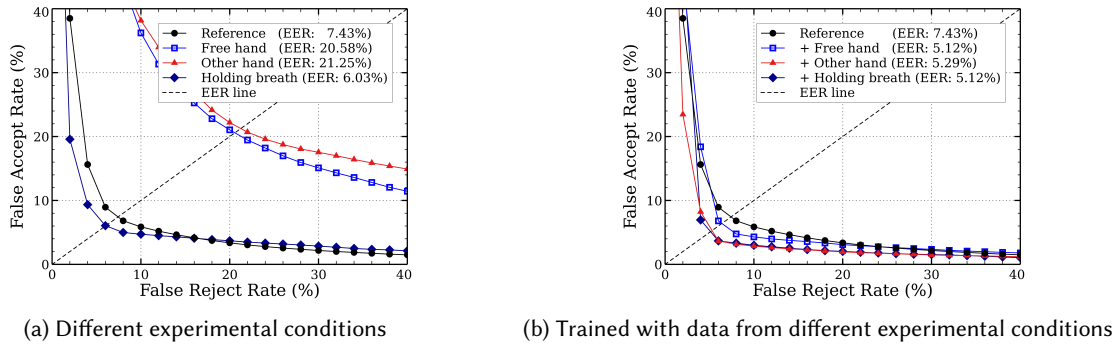 40
30
20
10
0
False Accept Rate (%)
Reference (EER: 7.43%)
Free hand (EER: 20.58%)
Other hand (EER: 21.25%)
Holding breath (EER: 6.03%)
EER line
0 10 20 30 40
False Reject Rate (%)
(a) Different experimental conditions
40
30
20
10
0
False Accept Rate (%)
Reference (EER: 7.43%)
+ Free hand (EER: 5.12%)
+ Other hand (EER: 5.29%)
+ Holding breath (EER: 5.12%)
EER line
0 10 20 30 40
False Reject Rate (%)
(b) Trained with data from different experimental conditions